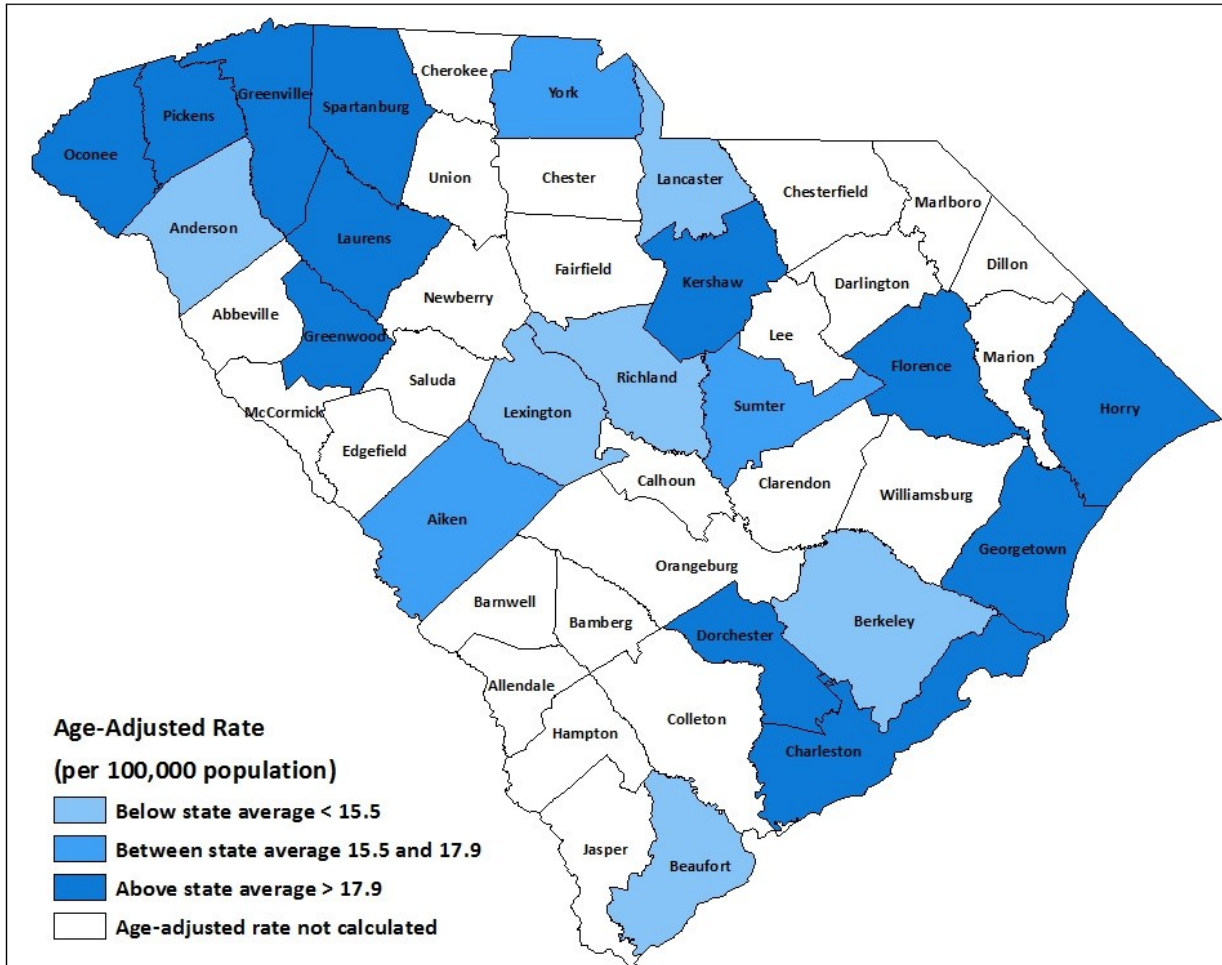 Cherokee
York
Greenville
Pickens
Spartanburg
Oconee
Union
Chester
Lancaster
Chesterfield
Marlboro
Anderson
Laurens
Fairfield
Dillon
Kershaw
Darlington
Newberry
Abbeville
Greenwood
Lee
Marion
Saluda
Richland
Florence
McCormick
Lexington
Sumter
Horry
Edgefield
Calhoun
Clarendon
Williamsburg
Aiken
Georgetown
Orangeburg
Barnwell
Bamberg
Dorchester
Berkeley
Allendale
Colleton
Hampton
Charleston
Jasper
Beaufort
Age-Adjusted Rate
(per 100,000 population)
Below state average < 15.5
Between state average 15.5 and 17.9
Above state average > 17.9
Age-adjusted rate not calculated